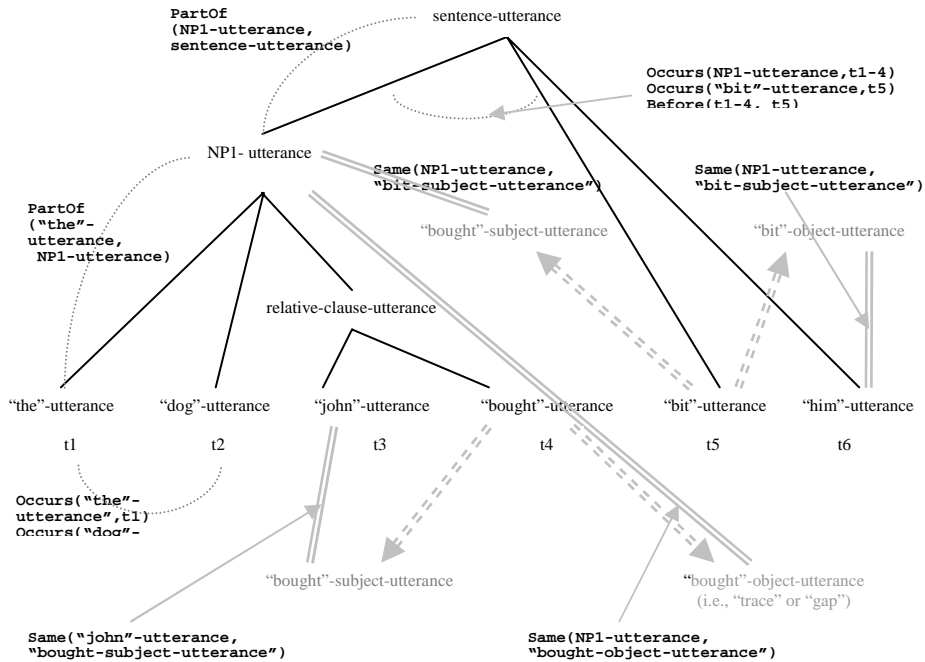 PartOf
(NP1-utterance,
sentence-utterance)
sentence-utterance
Occurs(NP1-utterance,t1-4)
Occurs(“bit”-utterance,t5)
Before(t1-4, t5)
NP1- utterance
Same(NP1-utterance,
“bit-subject-utterance”)
Same(NP1-utterance,
“bit-subject-utterance”)
PartOf
(“the”-
utterance,
NP1-utterance)
“bought”-subject-utterance
“bit”-object-utterance
relative-clause-utterance
“the”-utterance
“dog”-utterance
“john”-utterance
“bought”-utterance
“bit”-utterance
“him”-utterance
t1
t2
t3
t4
t5
t6
Occurs(“the”-
utterance”,t1)
Occurs(“dog”-
“bought”-subject-utterance
“bought”-object-utterance
(i.e., “trace” or “gap”)
Same(“john”-utterance,
“bought-subject-utterance”)
Same(NP1-utterance,
“bought-object-utterance”)